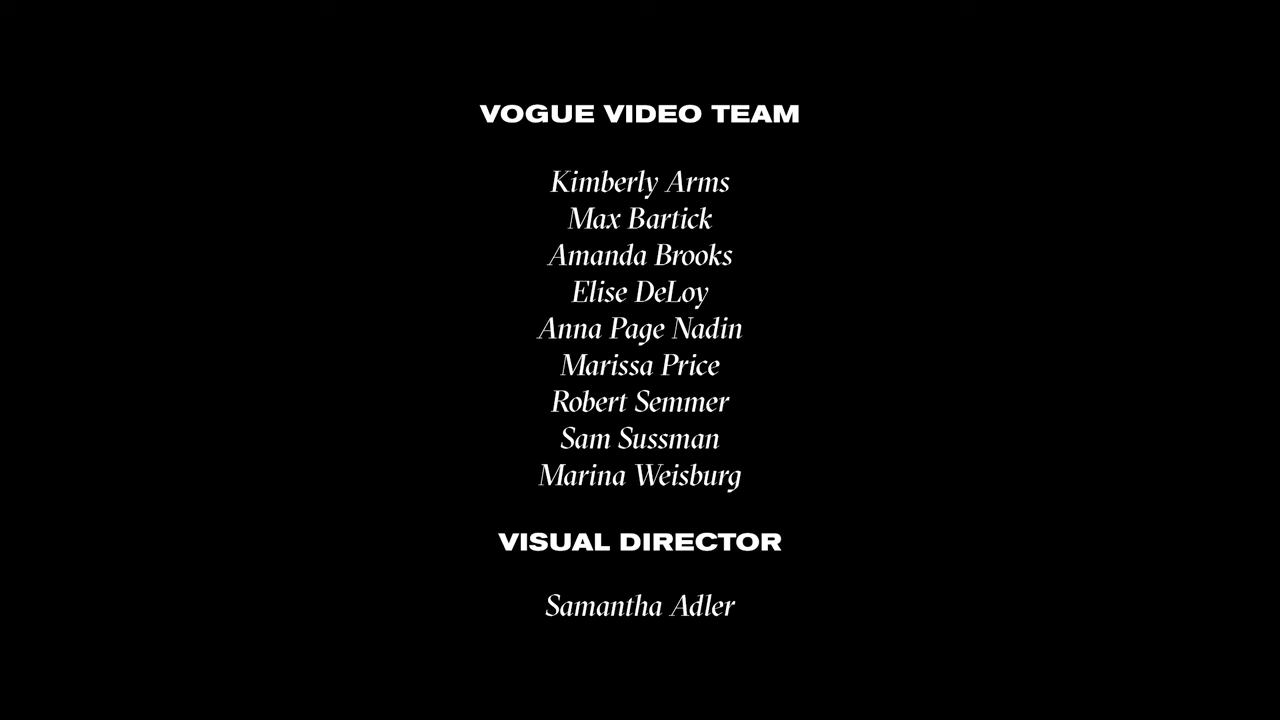 VOGUE VIDEO TEAM
Kimberly Arms
Max Bartick
Amanda Brooks
Elise DeLoy
Anna Page Nadin
Marissa Price
Robert Semmer
Sam Sussman
Marina Weisburg
VISUAL DIRECTOR
Samantha Adler